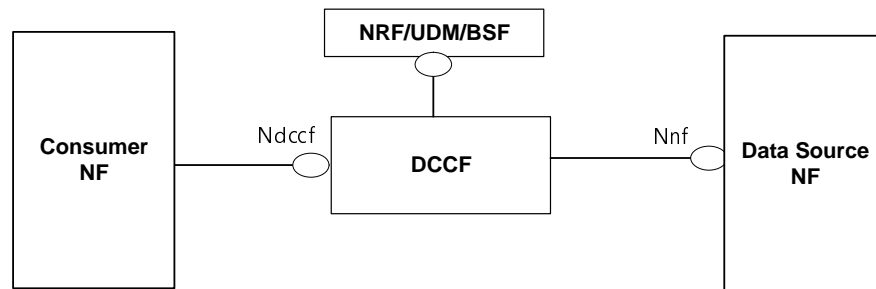 NRF/UDM/BSF
Consumer
NF
Ndccf
DCCF
Nnf
Data Source
NF